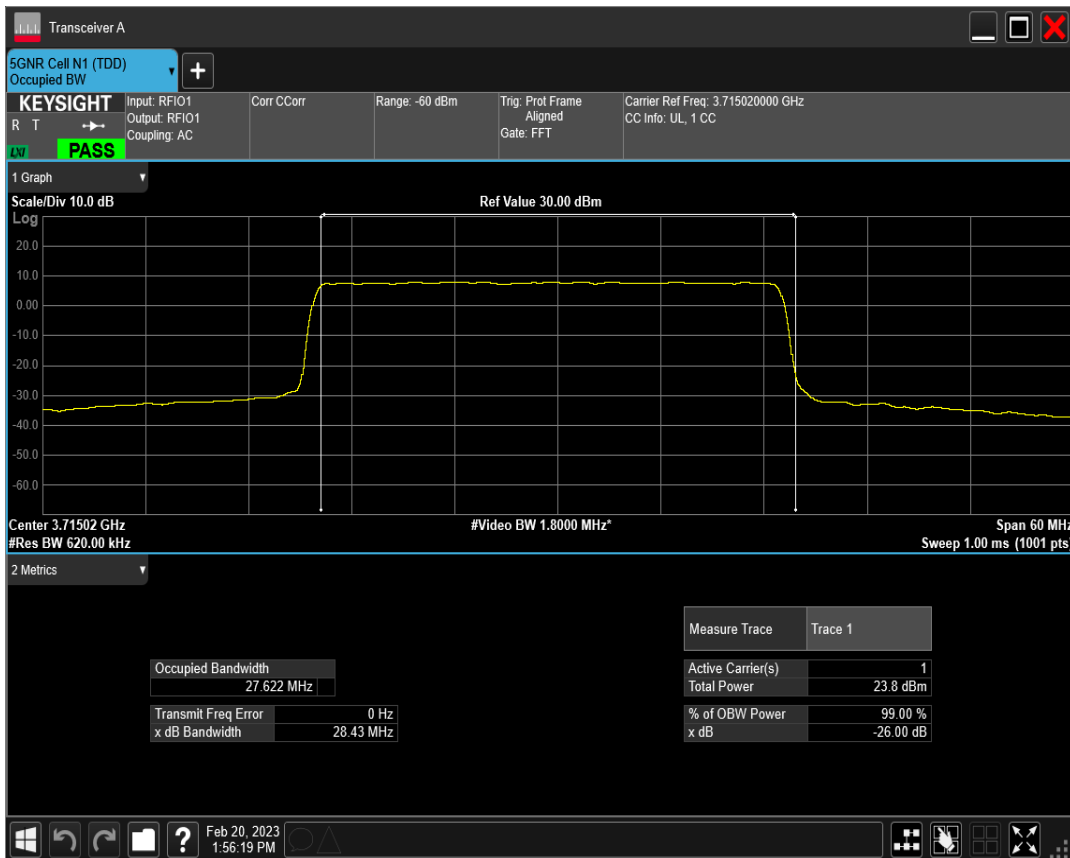 Transceiver A
5GNR Cell N1 (TDD)
Occupied BW
+
KEYSIGHT Input: RFIO1 Corr CCorr Range: -60 dBm Trig: Prot Frame Carrier Ref Freq: 3.715020000 GHz
R T Output: RFIO1 Aligned CC Info: UL, 1 CC
Coupling: AC Gate: FFT
LXI PASS
1 Graph
Scale/Div 10.0 dB Ref Value 30.00 dBm
Log
20.0
10.0
0.00
-10.0
-20.0
-30.0
-40.0
-50.0
-60.0
Center 3.71502 GHz #Video BW 1.8000 MHz* Span 60 MHz
#Res BW 620.00 kHz Sweep 1.00 ms (1001 pts)
2 Metrics
Measure Trace Trace 1
Occupied Bandwidth Active Carrier(s) 1
27.622 MHz Total Power 23.8 dBm
Transmit Freq Error 0 Hz % of OBW Power 99.00 %
x dB Bandwidth 28.43 MHz x dB -26.00 dB
? Feb 20, 2023
1:56:19 PM